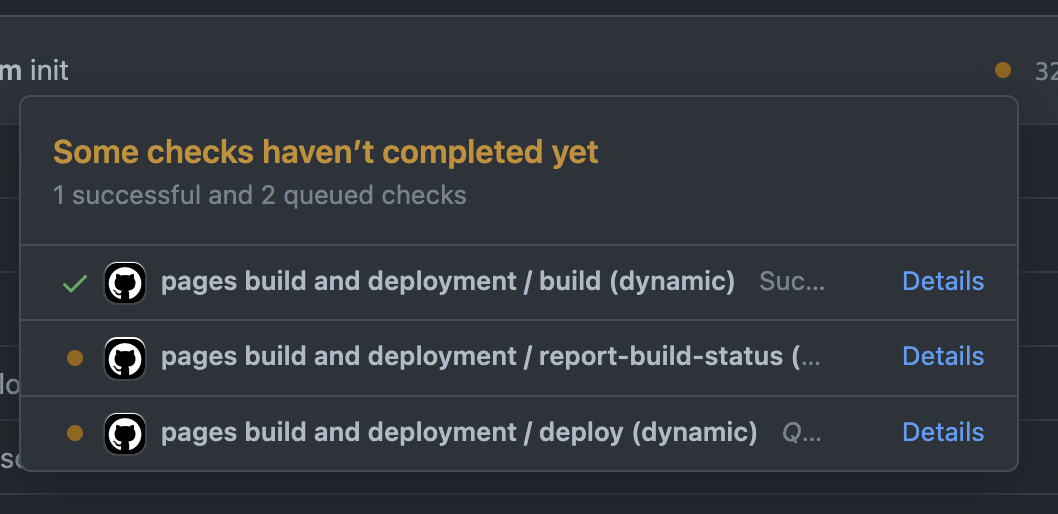 m init
32
Some checks haven’t completed yet
1 successful and 2 queued checks
pages build and deployment / build (dynamic) Suc... Details
pages build and deployment / report-build-status (... Details
pages build and deployment / deploy (dynamic) Q... Details
lo
so